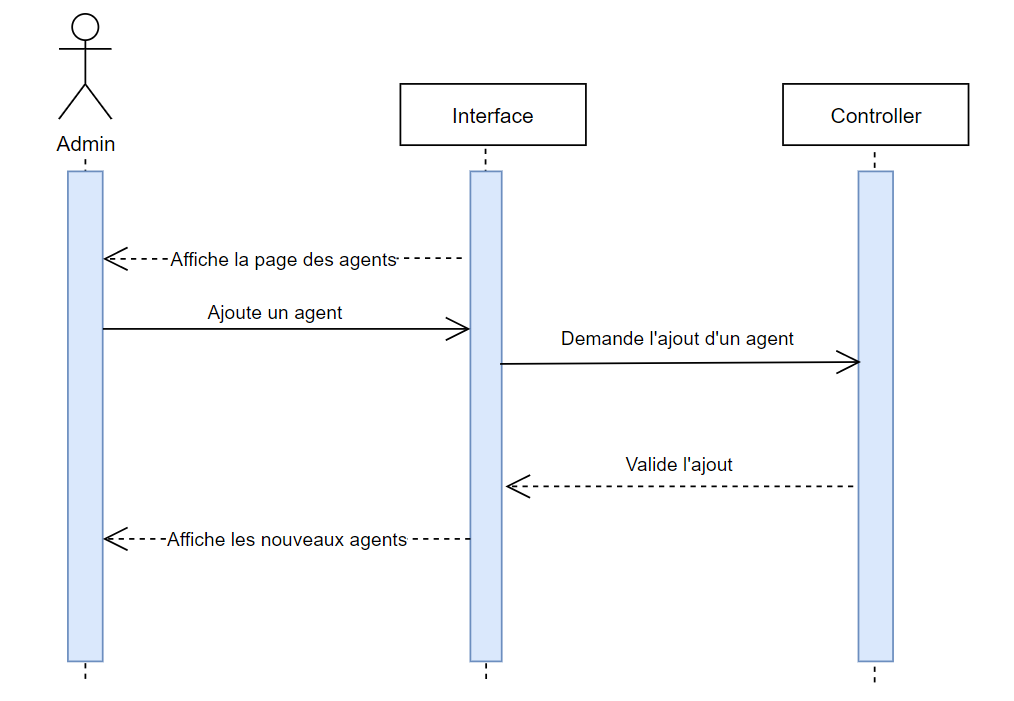 Admin
Interface
Controller
Affiche la page des agents
Ajoute un agent
Demande l'ajout d'un agent
Valide l'ajout
Affiche les nouveaux agents